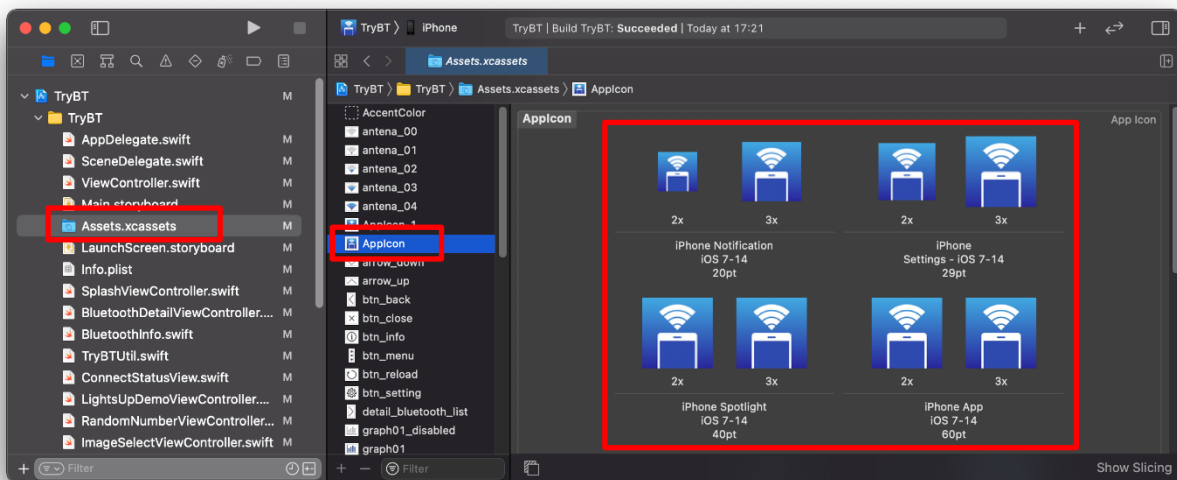 TryBT 〉 iPhone
TryBT | Build TryBT: Succeeded | Today at 17:21
Assets.xcassets
TryBT 〉 TryBT 〉 Assets.xcassets 〉 AppIcon
TryBT M
TryBT
AppDelegate.swift M
SceneDelegate.swift M
ViewController.swift M
Main.storyboard M
Assets.xcassets M
LaunchScreen.storyboard M
Info.plist M
SplashViewController.swift M
BluetoothDetailViewController.... M
BluetoothInfo.swift M
TryBTUtil.swift M
ConnectStatusView.swift M
LightsUpDemoViewController.... M
RandomNumberViewController... M
ImageSelectViewController.swift M
Filter
AccentColor
antena_00
antena_01
antena_02
antena_03
antena_04
AppIcon-1
AppIcon
arrow_down
arrow_up
btn_back
btn_close
btn_info
btn_menu
btn_reload
btn_setting
detail_bluetooth_list
graph01_disabled
graph01
Filter
AppIcon
App Icon
2x 3x
iPhone Notification
iOS 7-14
20pt
2x 3x
iPhone
Settings - iOS 7-14
29pt
2x 3x
iPhone Spotlight
iOS 7-14
40pt
2x 3x
iPhone App
iOS 7-14
60pt
Show Slicing